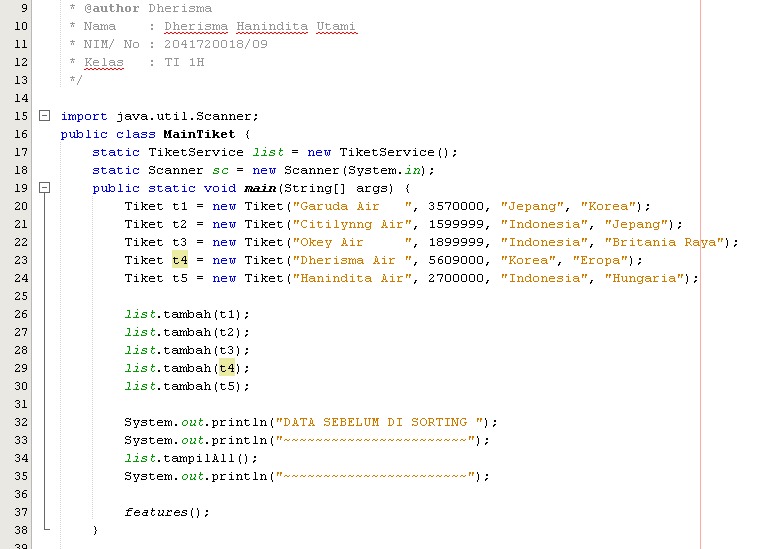 9 * @author Dherisma
10 * Nama    : Dherisma Hanindita Utami
11 * NIM/ No : 2041720018/09
12 * Kelas   : TI 1H
13 */
14
15 import java.util.Scanner;
16 public class MainTiket {
17     static TiketService list = new TiketService();
18     static Scanner sc = new Scanner(System.in);
19     public static void main(String[] args) {
20         Tiket t1 = new Tiket("Garuda Air   ", 3570000, "Jepang", "Korea");
21         Tiket t2 = new Tiket("Citilynng Air", 1599999, "Indonesia", "Jepang");
22         Tiket t3 = new Tiket("Okey Air     ", 1899999, "Indonesia", "Britania Raya");
23         Tiket t4 = new Tiket("Dherisma Air ", 5609000, "Korea", "Eropa");
24         Tiket t5 = new Tiket("Hanindita Air", 2700000, "Indonesia", "Hungaria");
25
26         list.tambah(t1);
27         list.tambah(t2);
28         list.tambah(t3);
29         list.tambah(t4);
30         list.tambah(t5);
31
32         System.out.println("DATA SEBELUM DI SORTING ");
33         System.out.println("~~~~~~~~~~~~~~~~~~~~~~~");
34         list.tampilAll();
35         System.out.println("~~~~~~~~~~~~~~~~~~~~~~~");
36
37         features();
38     }
39